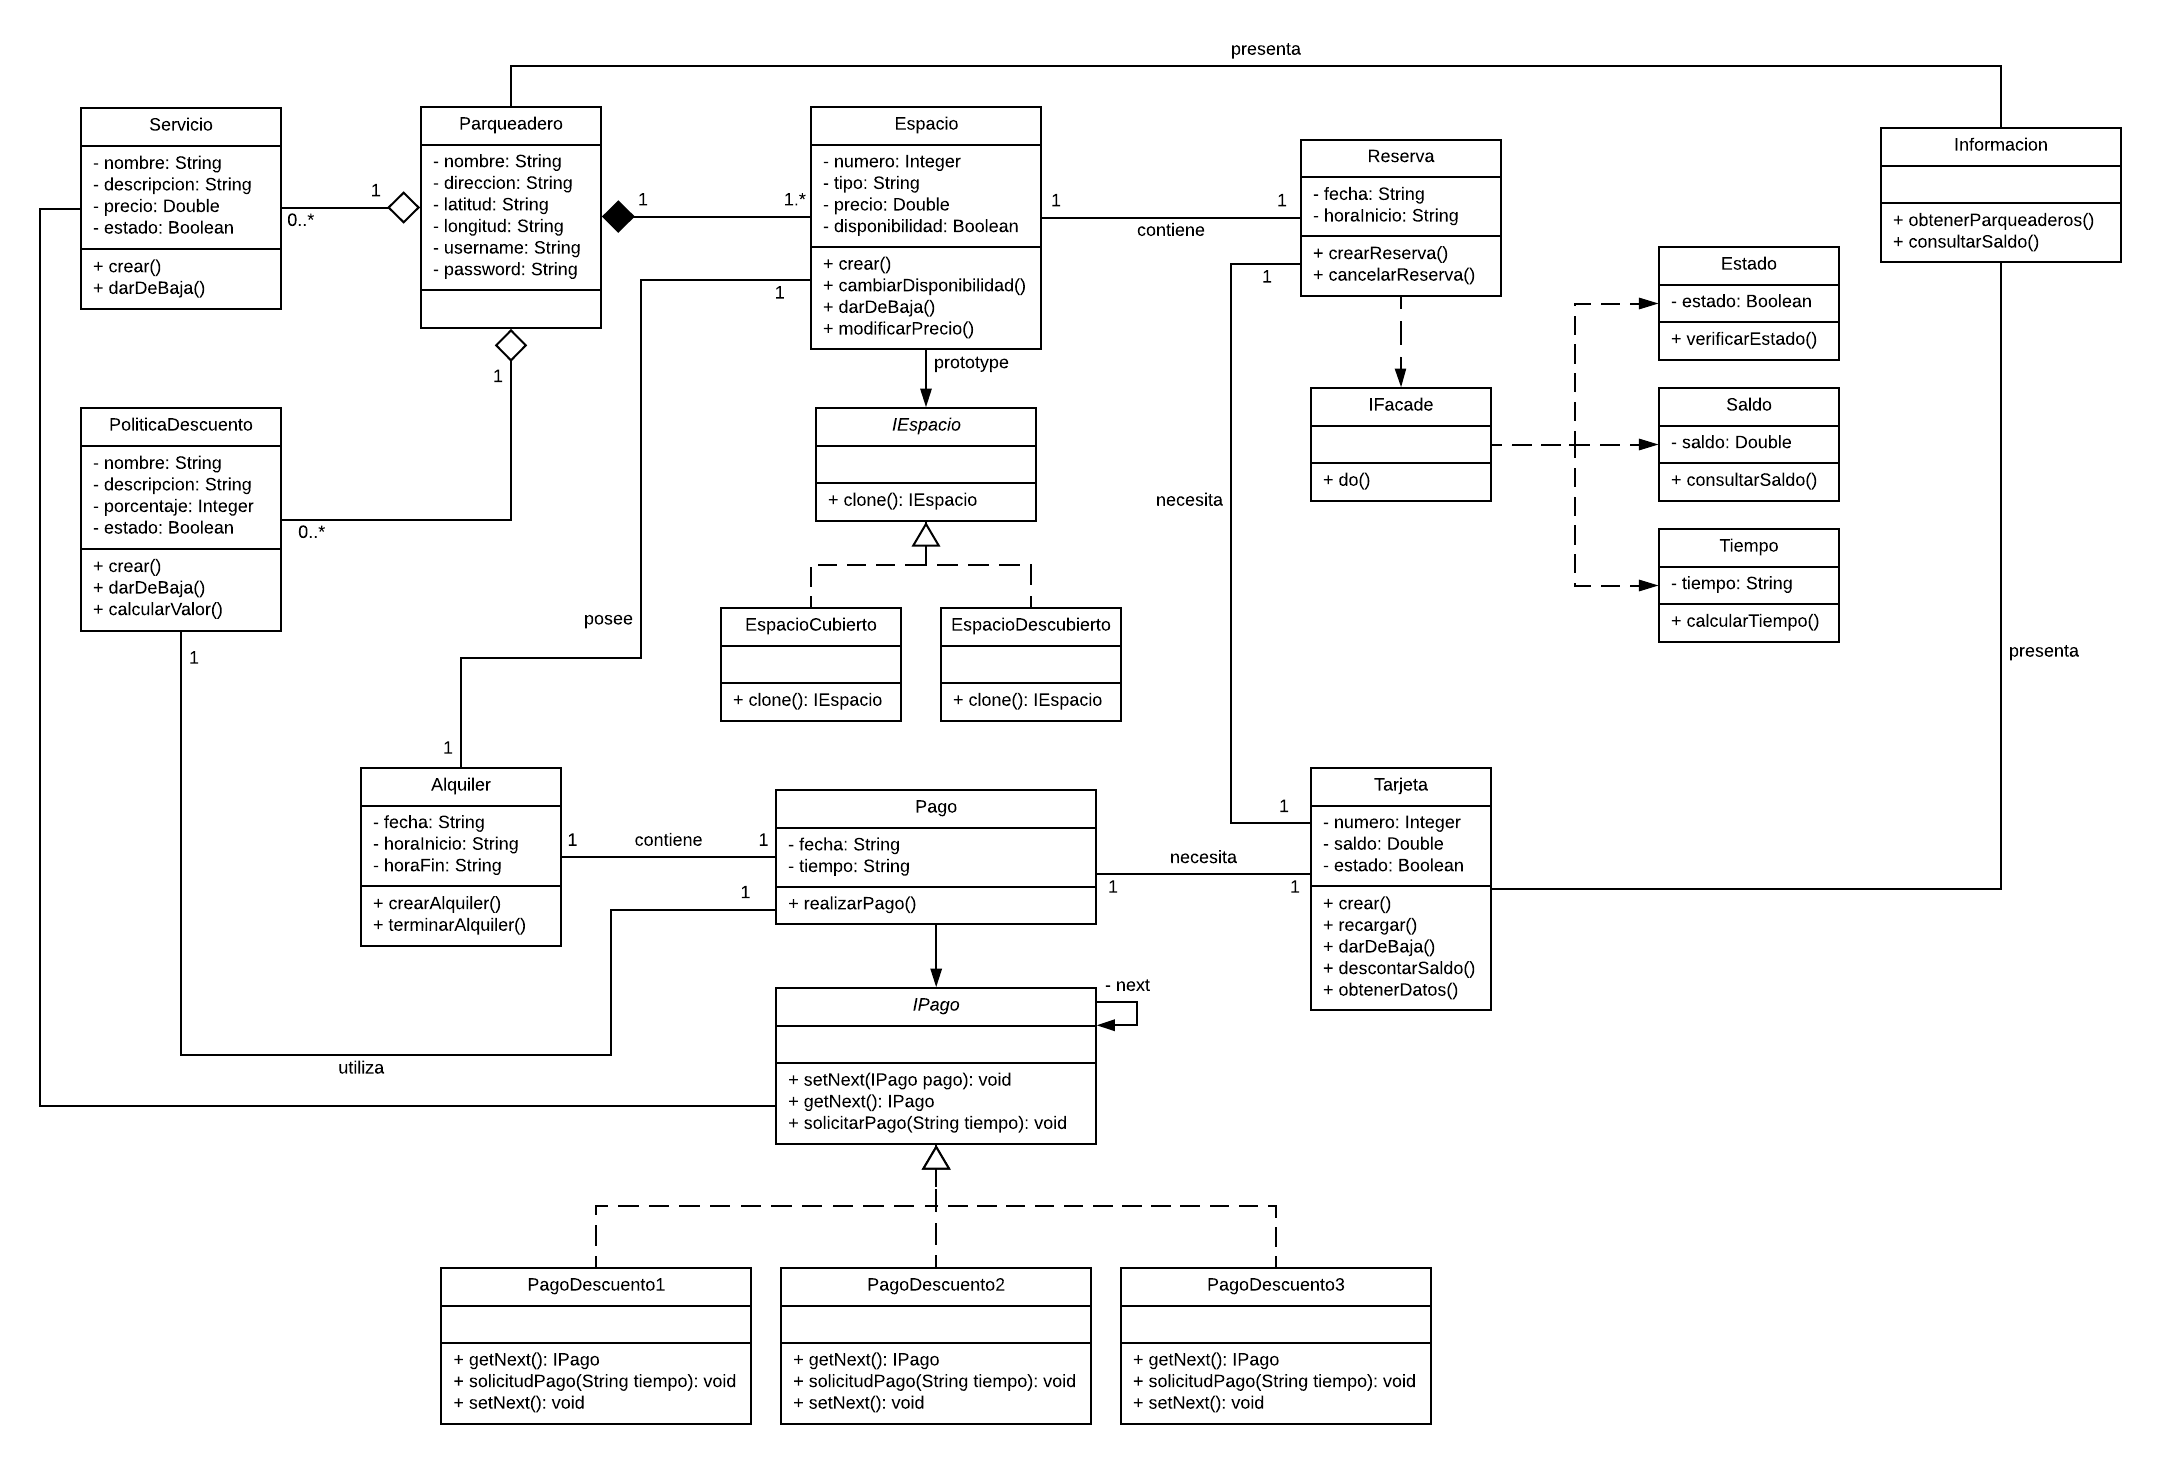 presenta
Servicio
- nombre: String
- descripcion: String
- precio: Double
- estado: Boolean
+ crear()
+ darDeBaja()
0..*
1
Parqueadero
- nombre: String
- direccion: String
- latitud: String
- longitud: String
- username: String
- password: String
1
1.*
Espacio
- numero: Integer
- tipo: String
- precio: Double
- disponibilidad: Boolean
+ crear()
+ cambiarDisponibilidad()
+ darDeBaja()
+ modificarPrecio()
1
contiene
1
Reserva
- fecha: String
- horaInicio: String
+ crearReserva()
+ cancelarReserva()
Informacion
+ obtenerParqueaderos()
+ consultarSaldo()
1
1
1
prototype
PoliticaDescuento
- nombre: String
- descripcion: String
- porcentaje: Integer
- estado: Boolean
+ crear()
+ darDeBaja()
+ calcularValor()
0..*
1
IEspacio
+ clone(): IEspacio
IFacade
+ do()
Estado
- estado: Boolean
+ verificarEstado()
Saldo
- saldo: Double
+ consultarSaldo()
Tiempo
- tiempo: String
+ calcularTiempo()
necesita
posee
EspacioCubierto
+ clone(): IEspacio
EspacioDescubierto
+ clone(): IEspacio
presenta
1
Alquiler
- fecha: String
- horaInicio: String
- horaFin: String
+ crearAlquiler()
+ terminarAlquiler()
1
contiene
1
1
Pago
- fecha: String
- tiempo: String
+ realizarPago()
necesita
1
1
1
Tarjeta
- numero: Integer
- saldo: Double
- estado: Boolean
+ crear()
+ recargar()
+ darDeBaja()
+ descontarSaldo()
+ obtenerDatos()
utiliza
- next
IPago
+ setNext(IPago pago): void
+ getNext(): IPago
+ solicitarPago(String tiempo): void
PagoDescuento1
+ getNext(): IPago
+ solicitudPago(String tiempo): void
+ setNext(): void
PagoDescuento2
+ getNext(): IPago
+ solicitudPago(String tiempo): void
+ setNext(): void
PagoDescuento3
+ getNext(): IPago
+ solicitudPago(String tiempo): void
+ setNext(): void